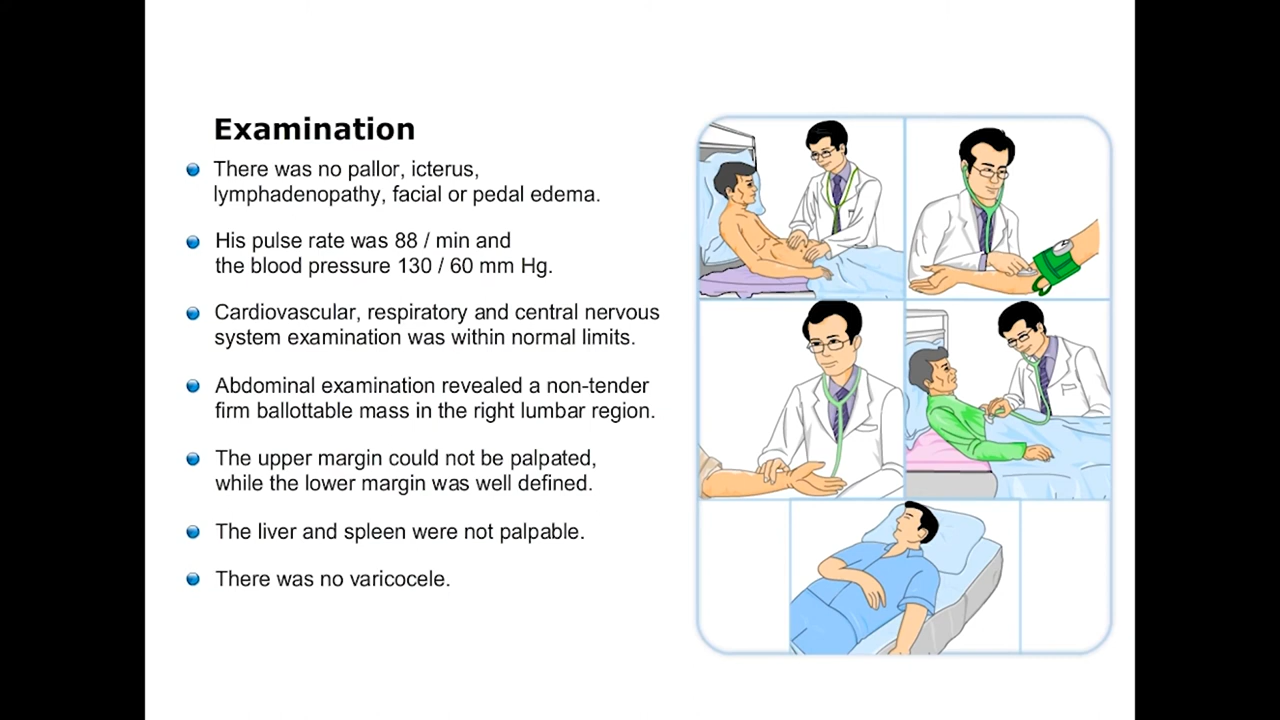 Examination
There was no pallor, icterus,
lymphadenopathy, facial or pedal edema.
His pulse rate was 88 / min and
the blood pressure 130 / 60 mm Hg.
Cardiovascular, respiratory and central nervous
system examination was within normal limits.
Abdominal examination revealed a non-tender
firm ballottable mass in the right lumbar region.
The upper margin could not be palpated,
while the lower margin was well defined.
The liver and spleen were not palpable.
There was no varicocele.